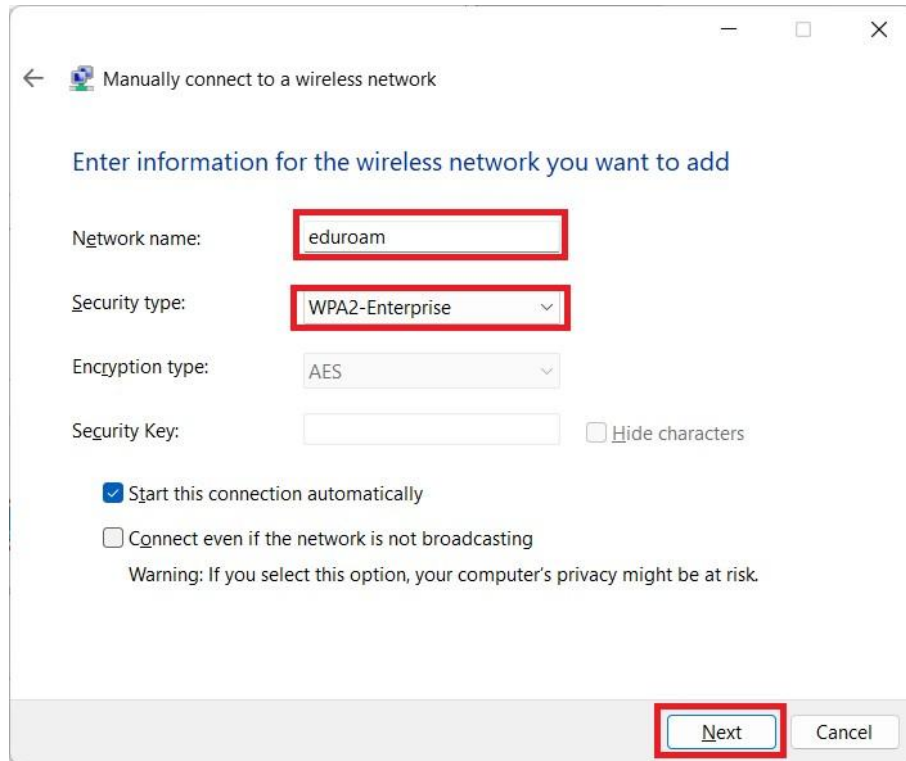 Manually connect to a wireless network
Enter information for the wireless network you want to add
Network name:
eduroam
Security type:
WPA2-Enterprise
Encryption type:
AES
Security Key:
Hide characters
Start this connection automatically
Connect even if the network is not broadcasting
Warning: If you select this option, your computer's privacy might be at risk.
Next
Cancel